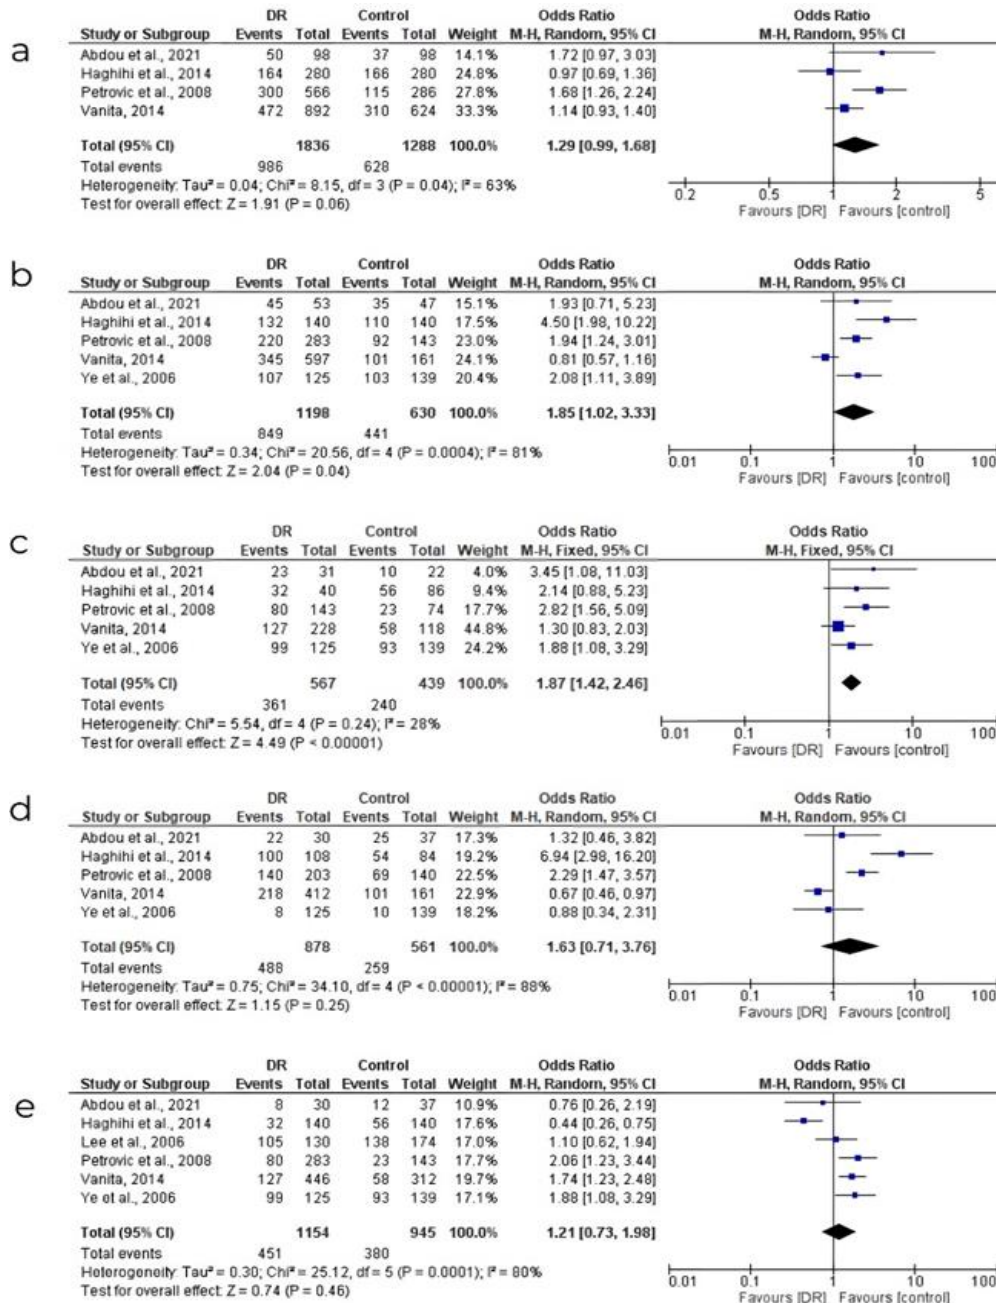 a
DR Control Odds Ratio Odds Ratio
Study or Subgroup Events Total Events Total Weight M-H, Random, 95% CI M-H, Random, 95% CI
Abdou et al., 2021 50 98 37 98 14.1% 1.72 [0.97, 3.03]
Haghihi et al., 2014 164 280 166 280 24.8% 0.97 [0.69, 1.36]
Petrovic et al., 2008 300 566 115 286 27.8% 1.68 [1.26, 2.24]
Vanita, 2014 472 892 310 624 33.3% 1.14 [0.93, 1.40]
Total (95% CI) 1836 1288 100.0% 1.29 [0.99, 1.68]
Total events 986 628
Heterogeneity: Tau² = 0.04; Chi² = 8.15, df = 3 (P = 0.04); I² = 63%
Test for overall effect: Z = 1.91 (P = 0.06)
0.2 0.5 1 2 5
Favours [DR] Favours [control]
b
DR Control Odds Ratio Odds Ratio
Study or Subgroup Events Total Events Total Weight M-H, Random, 95% CI M-H, Random, 95% CI
Abdou et al., 2021 45 53 35 47 15.1% 1.93 [0.71, 5.23]
Haghihi et al., 2014 132 140 110 140 17.5% 4.50 [1.98, 10.22]
Petrovic et al., 2008 220 283 92 143 23.0% 1.94 [1.24, 3.01]
Vanita, 2014 345 597 101 161 24.1% 0.81 [0.57, 1.16]
Ye et al., 2006 107 125 103 139 20.4% 2.08 [1.11, 3.89]
Total (95% CI) 1198 630 100.0% 1.85 [1.02, 3.33]
Total events 849 441
Heterogeneity: Tau² = 0.34; Chi² = 20.56, df = 4 (P = 0.0004); I² = 81%
Test for overall effect: Z = 2.04 (P = 0.04)
0.01 0.1 1 10 100
Favours [DR] Favours [control]
c
DR Control Odds Ratio Odds Ratio
Study or Subgroup Events Total Events Total Weight M-H, Fixed, 95% CI M-H, Fixed, 95% CI
Abdou et al., 2021 23 31 10 22 4.0% 3.45 [1.08, 11.03]
Haghihi et al., 2014 32 40 56 86 9.4% 2.14 [0.88, 5.23]
Petrovic et al., 2008 80 143 23 74 17.7% 2.82 [1.56, 5.09]
Vanita, 2014 127 228 58 118 44.8% 1.30 [0.83, 2.03]
Ye et al., 2006 99 125 93 139 24.2% 1.88 [1.08, 3.29]
Total (95% CI) 567 439 100.0% 1.87 [1.42, 2.46]
Total events 361 240
Heterogeneity: Chi² = 5.54, df = 4 (P = 0.24); I² = 28%
Test for overall effect: Z = 4.49 (P < 0.00001)
0.01 0.1 1 10 100
Favours [DR] Favours [control]
d
DR Control Odds Ratio Odds Ratio
Study or Subgroup Events Total Events Total Weight M-H, Random, 95% CI M-H, Random, 95% CI
Abdou et al., 2021 22 30 25 37 17.3% 1.32 [0.46, 3.82]
Haghihi et al., 2014 100 108 54 84 19.2% 6.94 [2.98, 16.20]
Petrovic et al., 2008 140 203 69 140 22.5% 2.29 [1.47, 3.57]
Vanita, 2014 218 412 101 161 22.9% 0.67 [0.46, 0.97]
Ye et al., 2006 8 125 10 139 18.2% 0.88 [0.34, 2.31]
Total (95% CI) 878 561 100.0% 1.63 [0.71, 3.76]
Total events 488 259
Heterogeneity: Tau² = 0.75; Chi² = 34.10, df = 4 (P < 0.00001); I² = 88%
Test for overall effect: Z = 1.15 (P = 0.25)
0.01 0.1 1 10 100
Favours [DR] Favours [control]
e
DR Control Odds Ratio Odds Ratio
Study or Subgroup Events Total Events Total Weight M-H, Random, 95% CI M-H, Random, 95% CI
Abdou et al., 2021 8 30 12 37 10.9% 0.76 [0.26, 2.19]
Haghihi et al., 2014 32 140 56 140 17.6% 0.44 [0.26, 0.75]
Lee et al., 2006 105 130 138 174 17.0% 1.10 [0.62, 1.94]
Petrovic et al., 2008 80 283 23 143 17.7% 2.06 [1.23, 3.44]
Vanita, 2014 127 446 58 312 19.7% 1.74 [1.23, 2.48]
Ye et al., 2006 99 125 93 139 17.1% 1.88 [1.08, 3.29]
Total (95% CI) 1154 945 100.0% 1.21 [0.73, 1.98]
Total events 451 380
Heterogeneity: Tau² = 0.30; Chi² = 25.12, df = 5 (P = 0.0001); I² = 80%
Test for overall effect: Z = 0.74 (P = 0.46)
0.01 0.1 1 10 100
Favours [DR] Favours [control]